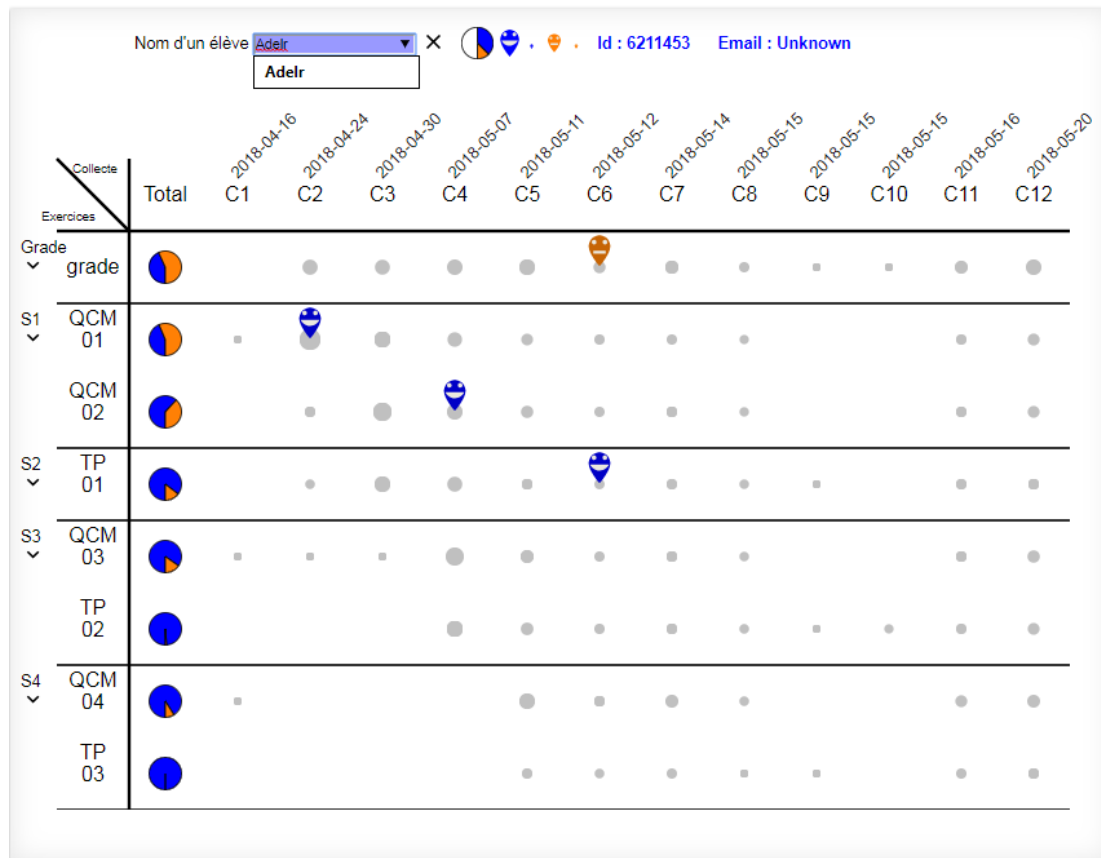 Nom d'un élève Adelr Id : 6211453 Email : Unknown
Adelr
2018-04-16 2018-04-24 2018-04-30 2018-05-07 2018-05-11 2018-05-12 2018-05-14 2018-05-15 2018-05-15 2018-05-15 2018-05-16 2018-05-20
Collecte
Total C1 C2 C3 C4 C5 C6 C7 C8 C9 C10 C11 C12
Exercices
Grade
grade
S1 QCM
01
QCM
02
S2 TP
01
S3 QCM
03
TP
02
S4 QCM
04
TP
03